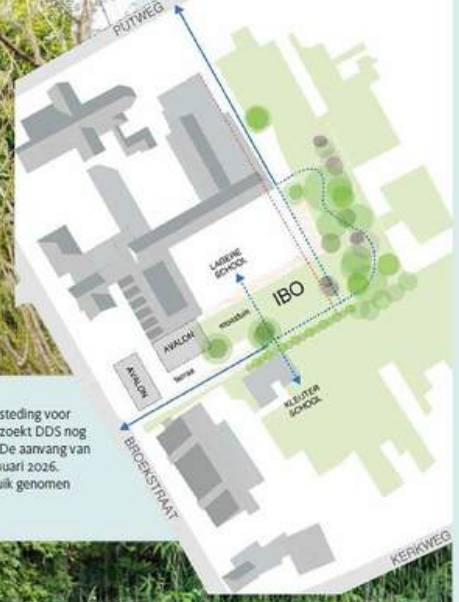 PUTWEG
LAGERE
SCHOOL
IBO
moestuin
AVALON
terras
AVALON
KLEUTER
SCHOOL
BROEKSTRAAT
KERKWEG
steding voor
zoekt DDS nog
De aanvang van
uari 2026.
uik genomen